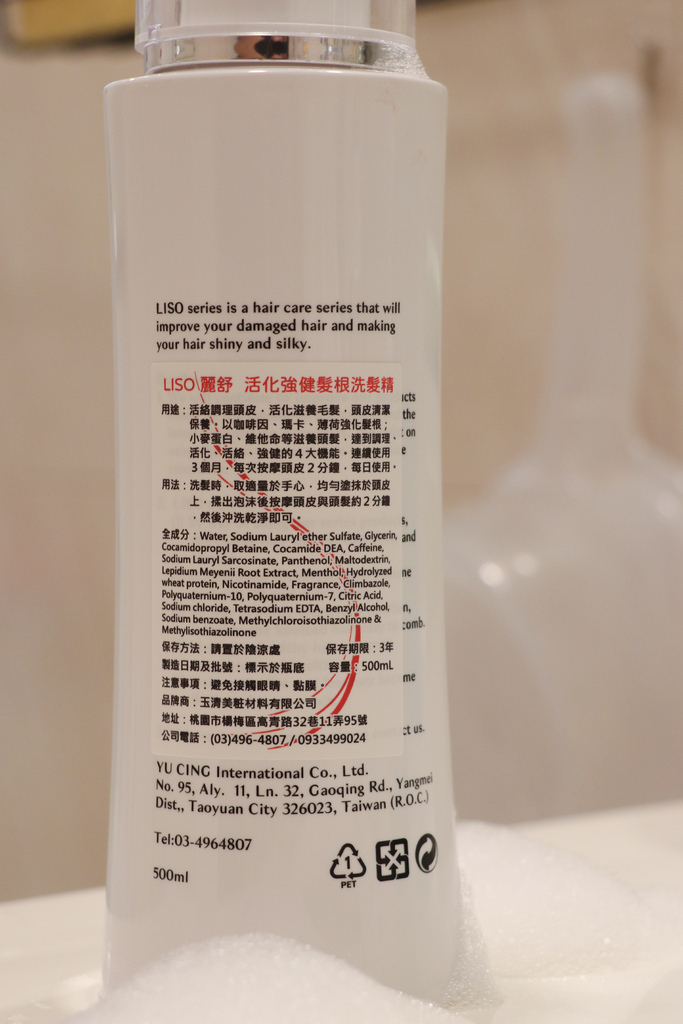 LISO series is a hair care series that will
improve your damaged hair and making
your hair shiny and silky.
LISO 麗舒 活化強健髮根洗髮精
用途：活絡調理頭皮，活化滋養毛髮，頭皮清潔
保養。以咖啡因、瑪卡、薄荷強化髮根；
小麥蛋白、維他命等滋養頭髮，達到調理、
活化、活絡、強健的4大機能。連續使用
3個月，每次按摩頭皮2分鐘，每日使用。
用法：洗髮時，取適量於手心，均勻塗抹於頭皮
上，揉出泡沫後按摩頭皮與頭髮約2分鐘
，然後沖洗乾淨即可。
全成分：Water, Sodium Lauryl ether Sulfate, Glycerin,
Cocamidopropyl Betaine, Cocamide DEA, Caffeine,
Sodium Lauryl Sarcosinate, Panthenol, Maltodextrin,
Lepidium Meyenii Root Extract, Menthol, Hydrolyzed
wheat protein, Nicotinamide, Fragrance, Climbazole,
Polyquaternium-10, Polyquaternium-7, Citric Acid,
Sodium chloride, Tetrasodium EDTA, Benzyl Alcohol,
Sodium benzoate, Methylchloroisothiazolinone &
Methylisothiazolinone
保存方法：請置於陰涼處 保存期限：3年
製造日期及批號：標示於瓶底 容量：500mL
注意事項：避免接觸眼睛、黏膜。
品牌商：玉清美粧材料有限公司
地址：桃園市楊梅區高青路32巷11弄95號
公司電話：(03)496-4807 / 0933499024
ucts
the
on
e
s,
and
ne
n,
comb.
me
ct us.
YU CING International Co., Ltd.
No. 95, Aly. 11, Ln. 32, Gaoqing Rd., Yangmei
Dist,, Taoyuan City 326023, Taiwan (R.O.C.)
Tel:03-4964807
500ml
1
PET